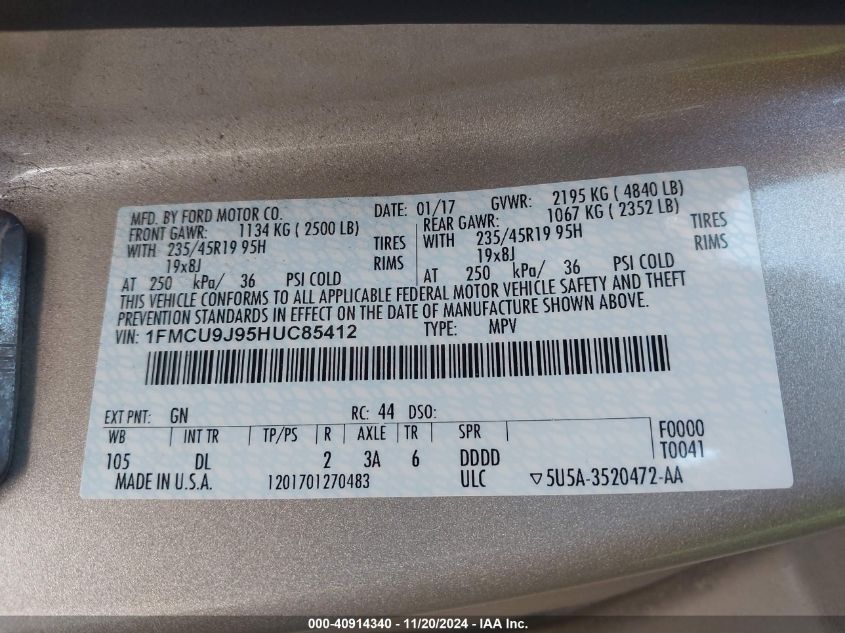 MFD. BY FORD MOTOR CO. DATE: 01/17 GVWR: 2195 KG ( 4840 LB)
FRONT GAWR: 1134 KG ( 2500 LB) REAR GAWR: 1067 KG ( 2352 LB)
WITH 235/45R19 95H TIRES WITH 235/45R19 95H TIRES
19x8J RIMS 19x8J RIMS
AT 250 kPa/ 36 PSI COLD AT 250 kPa/ 36 PSI COLD
THIS VEHICLE CONFORMS TO ALL APPLICABLE FEDERAL MOTOR VEHICLE SAFETY AND THEFT
PREVENTION STANDARDS IN EFFECT ON THE DATE OF MANUFACTURE SHOWN ABOVE.
VIN: 1FMCU9J95HUC85412 TYPE: MPV
EXT PNT: GN RC: 44 DSO:
WB INT TR TP/PS R AXLE TR SPR F0000
105 DL 2 3A 6 DDDD T0041
MADE IN U.S.A. 1201701270483 ULC ▽5U5A-3520472-AA
000-40914340 - 11/20/2024 - IAA Inc.